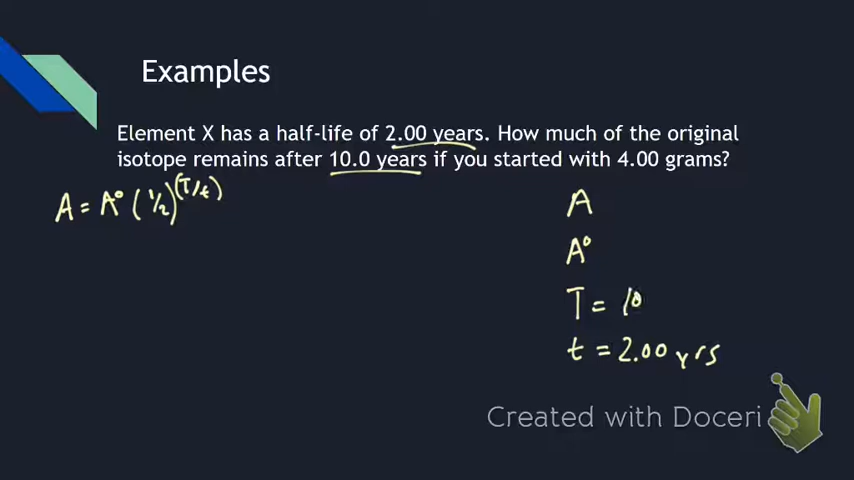 Examples
Element X has a half-life of 2.00 years. How much of the original
isotope remains after 10.0 years if you started with 4.00 grams?
A = A° (1/2)^(T/t)
A
A°
T = 10
t = 2.00 yrs
Created with Doceri